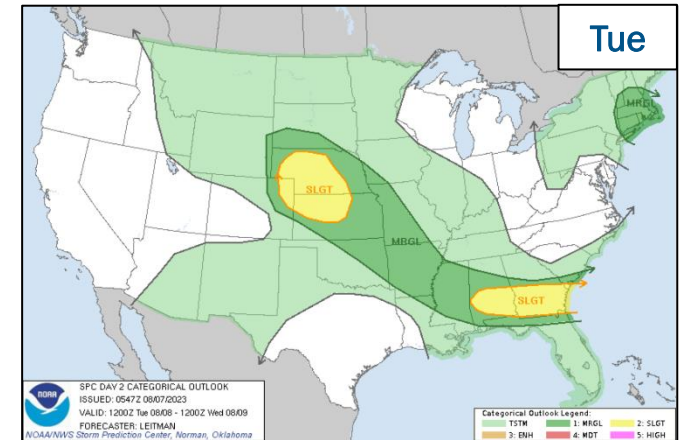 Tue
MRGL
SLGT
MRGL
SLGT
NOAA
SPC DAY 2 CATEGORICAL OUTLOOK
ISSUED: 0547Z 08/07/2023
VALID: 1200Z Tue 08/08 - 1200Z Wed 08/09
FORECASTER: LEITMAN
NOAA/NWS Storm Prediction Center, Norman, Oklahoma
Categorical Outlook Legend:
TSTM 1: MRGL 2: SLGT
3: ENH 4: MDT 5: HIGH